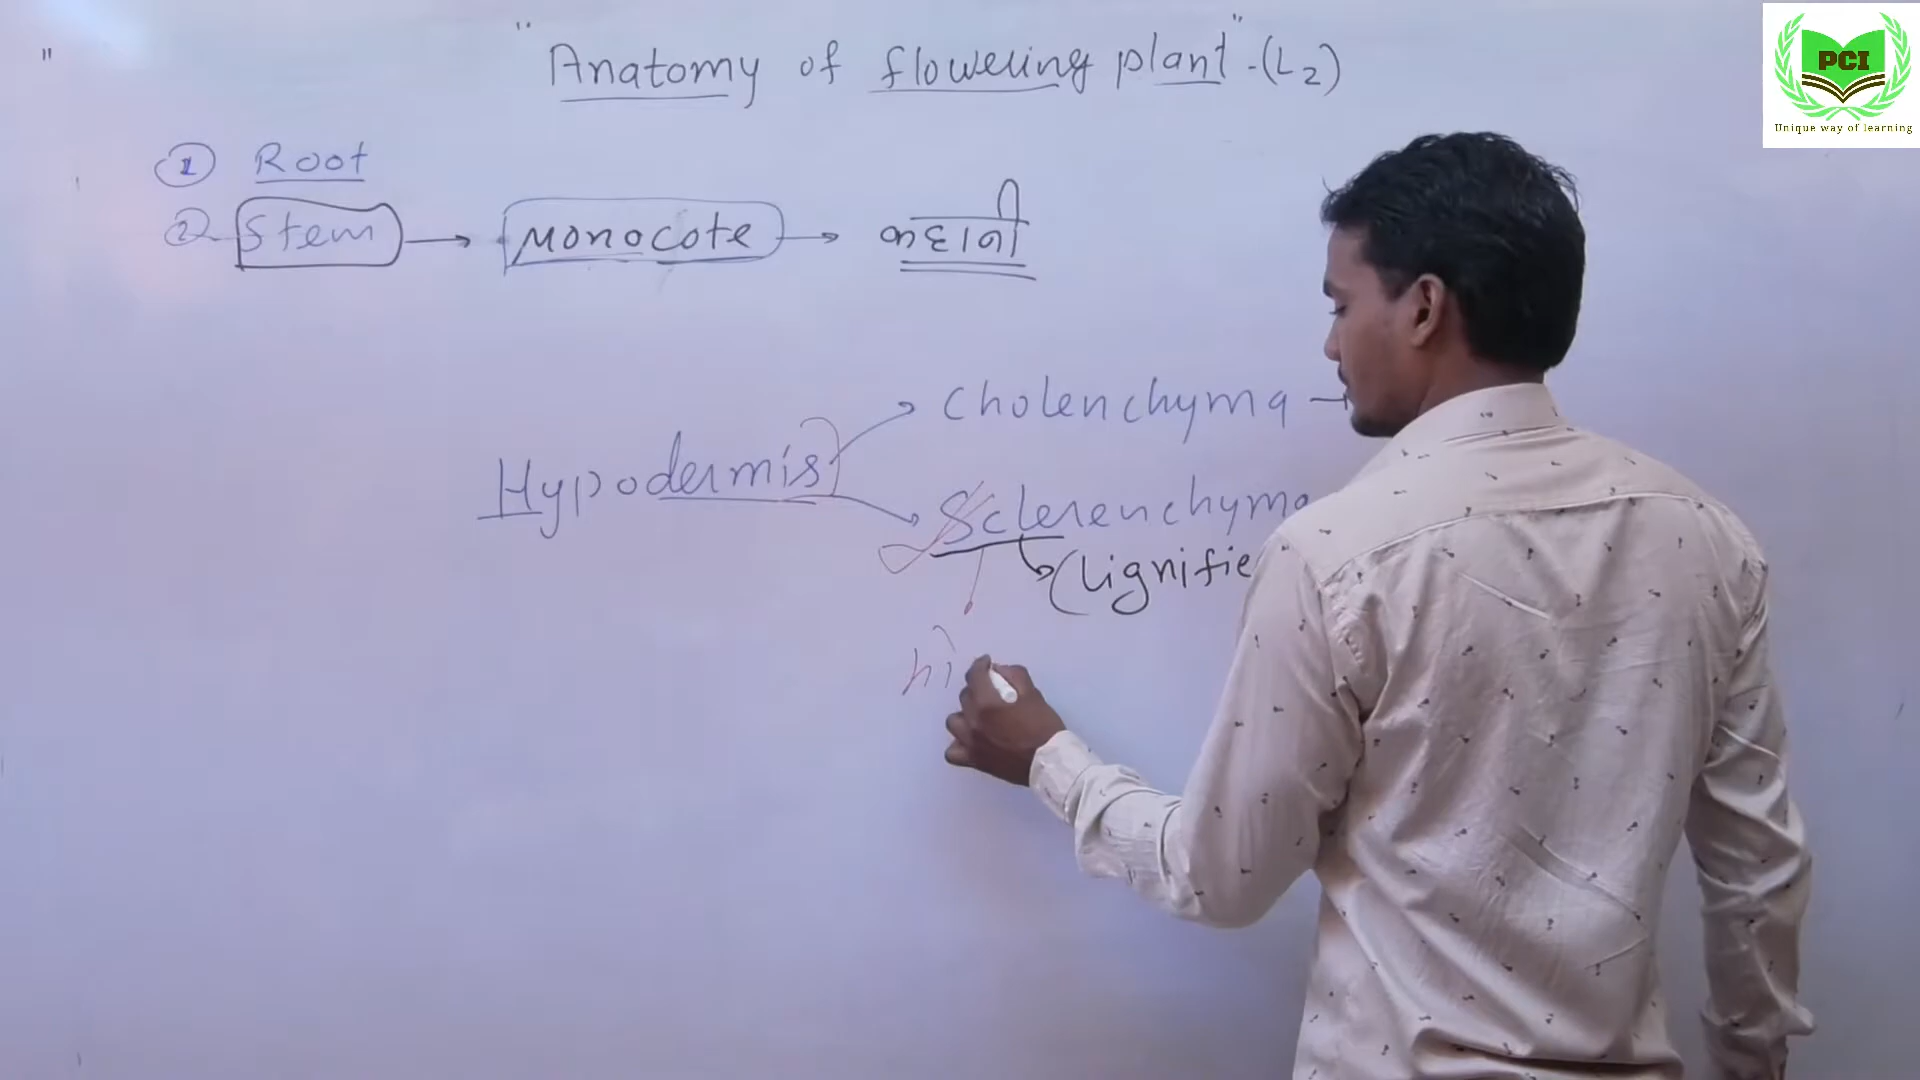 "Anatomy of flowering plant" - (L2)
① Root
② Stem → Monocote → कहानी
Hypodermis → Cholenchyma →
→ Sclerenchyma
(Lignifie
hi
PCI
Unique way of learning